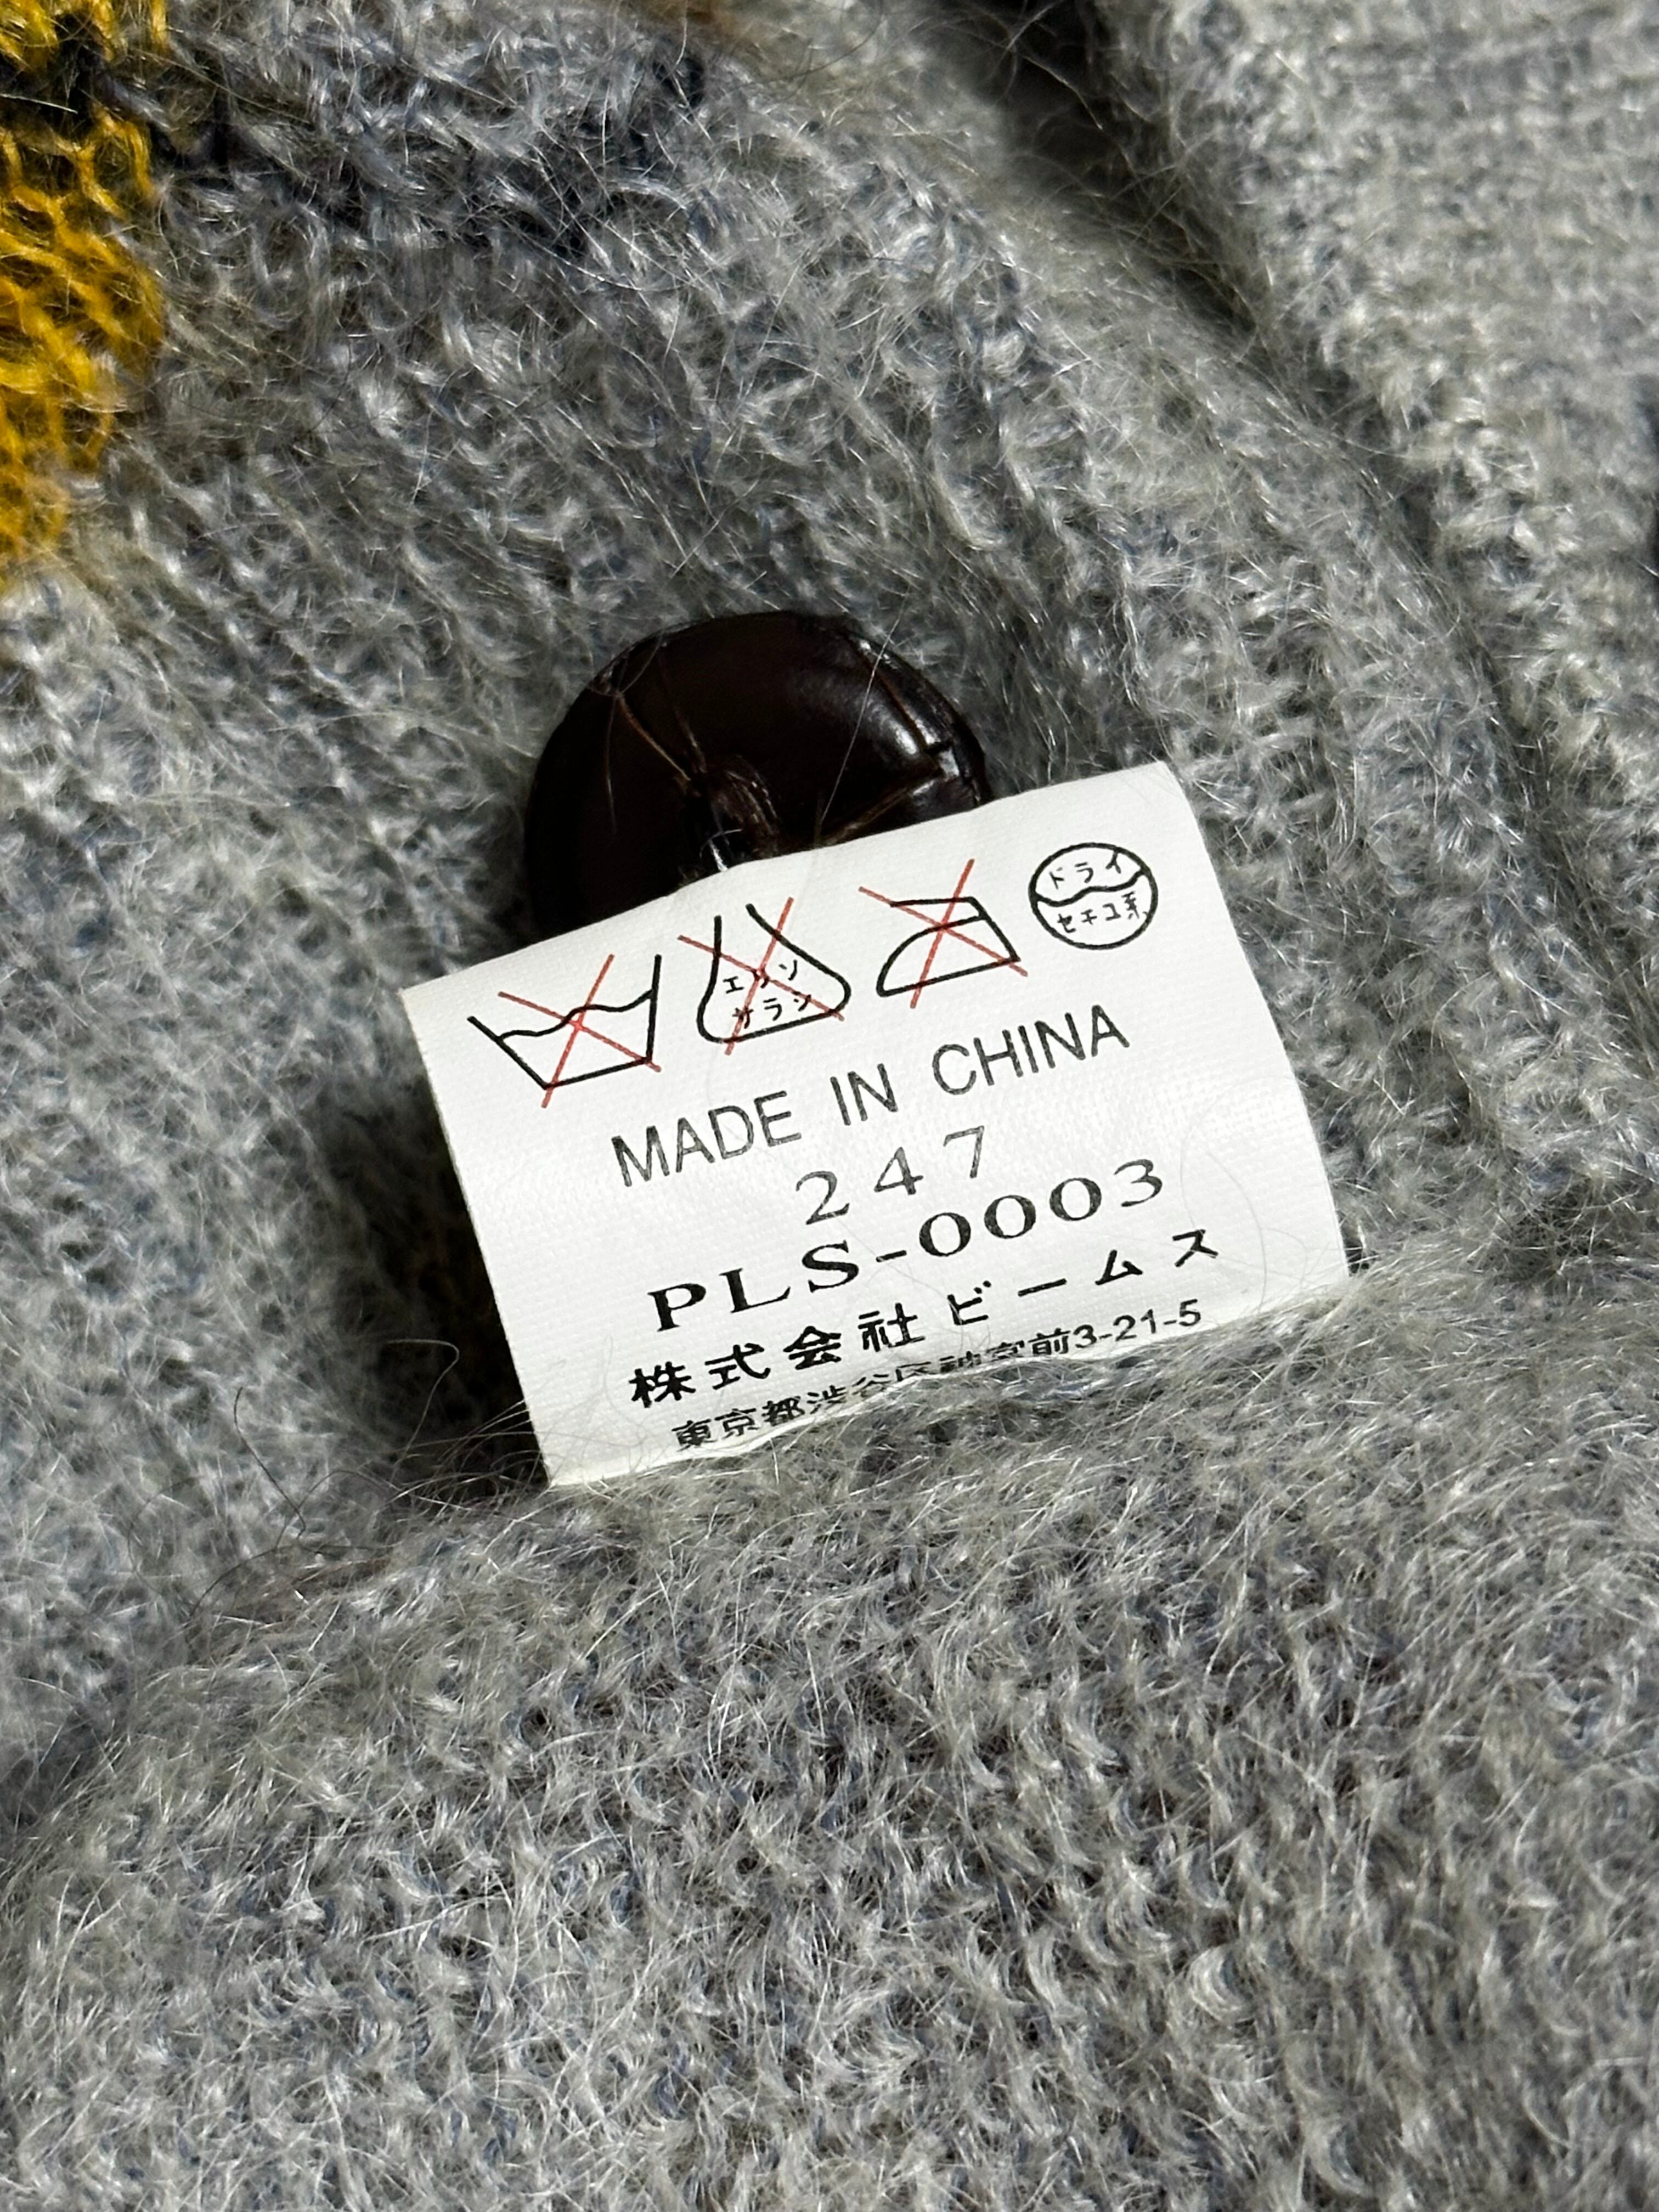 エンソ サラシ ドライ セキユ系
MADE IN CHINA
247
PLS-0003
株式会社ビームス
東京都渋谷区神宮前3-21-5